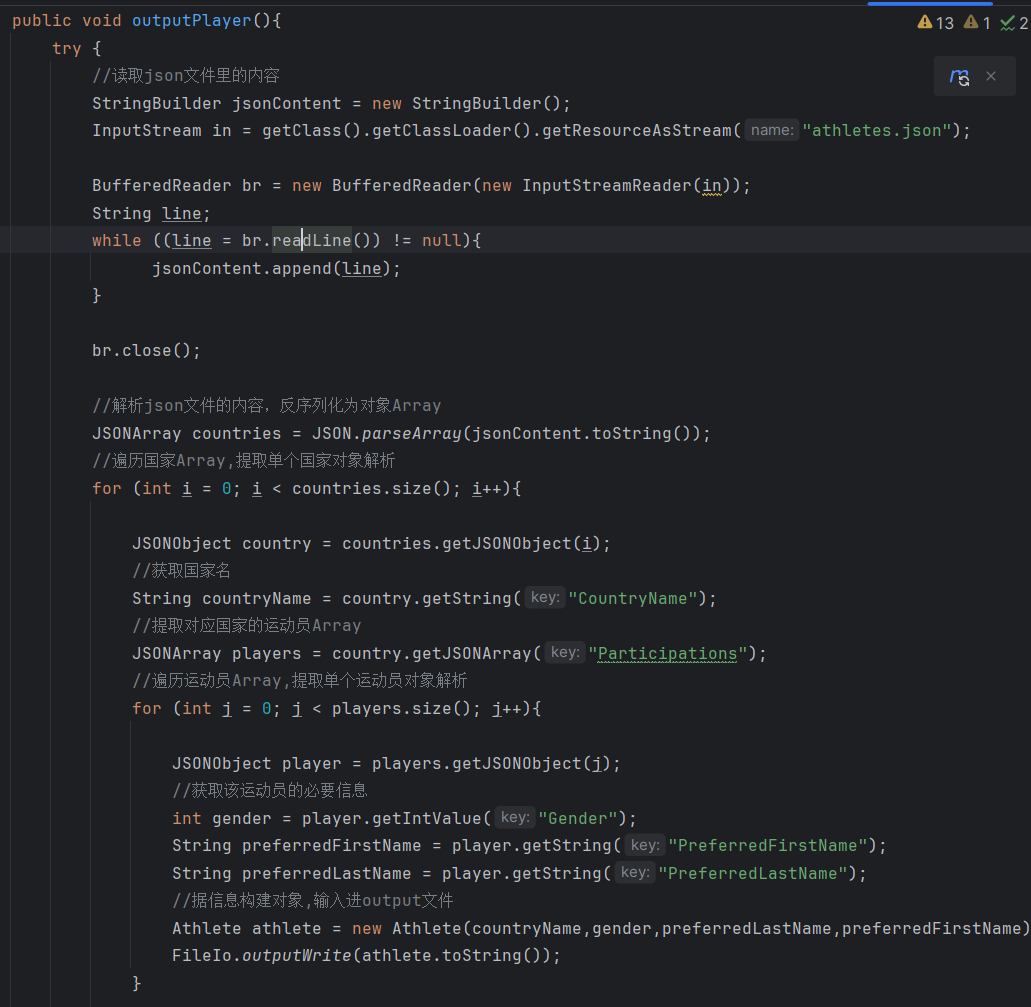 public void outputPlayer(){
13 1 2
try {
//读取json文件里的内容
StringBuilder jsonContent = new StringBuilder();
InputStream in = getClass().getClassLoader().getResourceAsStream( name: "athletes.json");
BufferedReader br = new BufferedReader(new InputStreamReader(in));
String line;
while ((line = br.readLine()) != null){
jsonContent.append(line);
}
br.close();
//解析json文件的内容，反序列化为对象Array
JSONArray countries = JSON.parseArray(jsonContent.toString());
//遍历国家Array,提取单个国家对象解析
for (int i = 0; i < countries.size(); i++){
JSONObject country = countries.getJSONObject(i);
//获取国家名
String countryName = country.getString( key: "CountryName");
//提取对应国家的运动员Array
JSONArray players = country.getJSONArray( key: "Participations");
//遍历运动员Array,提取单个运动员对象解析
for (int j = 0; j < players.size(); j++){
JSONObject player = players.getJSONObject(j);
//获取该运动员的必要信息
int gender = player.getIntValue( key: "Gender");
String preferredFirstName = player.getString( key: "PreferredFirstName");
String preferredLastName = player.getString( key: "PreferredLastName");
//据信息构建对象,输入进output文件
Athlete athlete = new Athlete(countryName,gender,preferredLastName,preferredFirstName)
FileIo.outputWrite(athlete.toString());
}